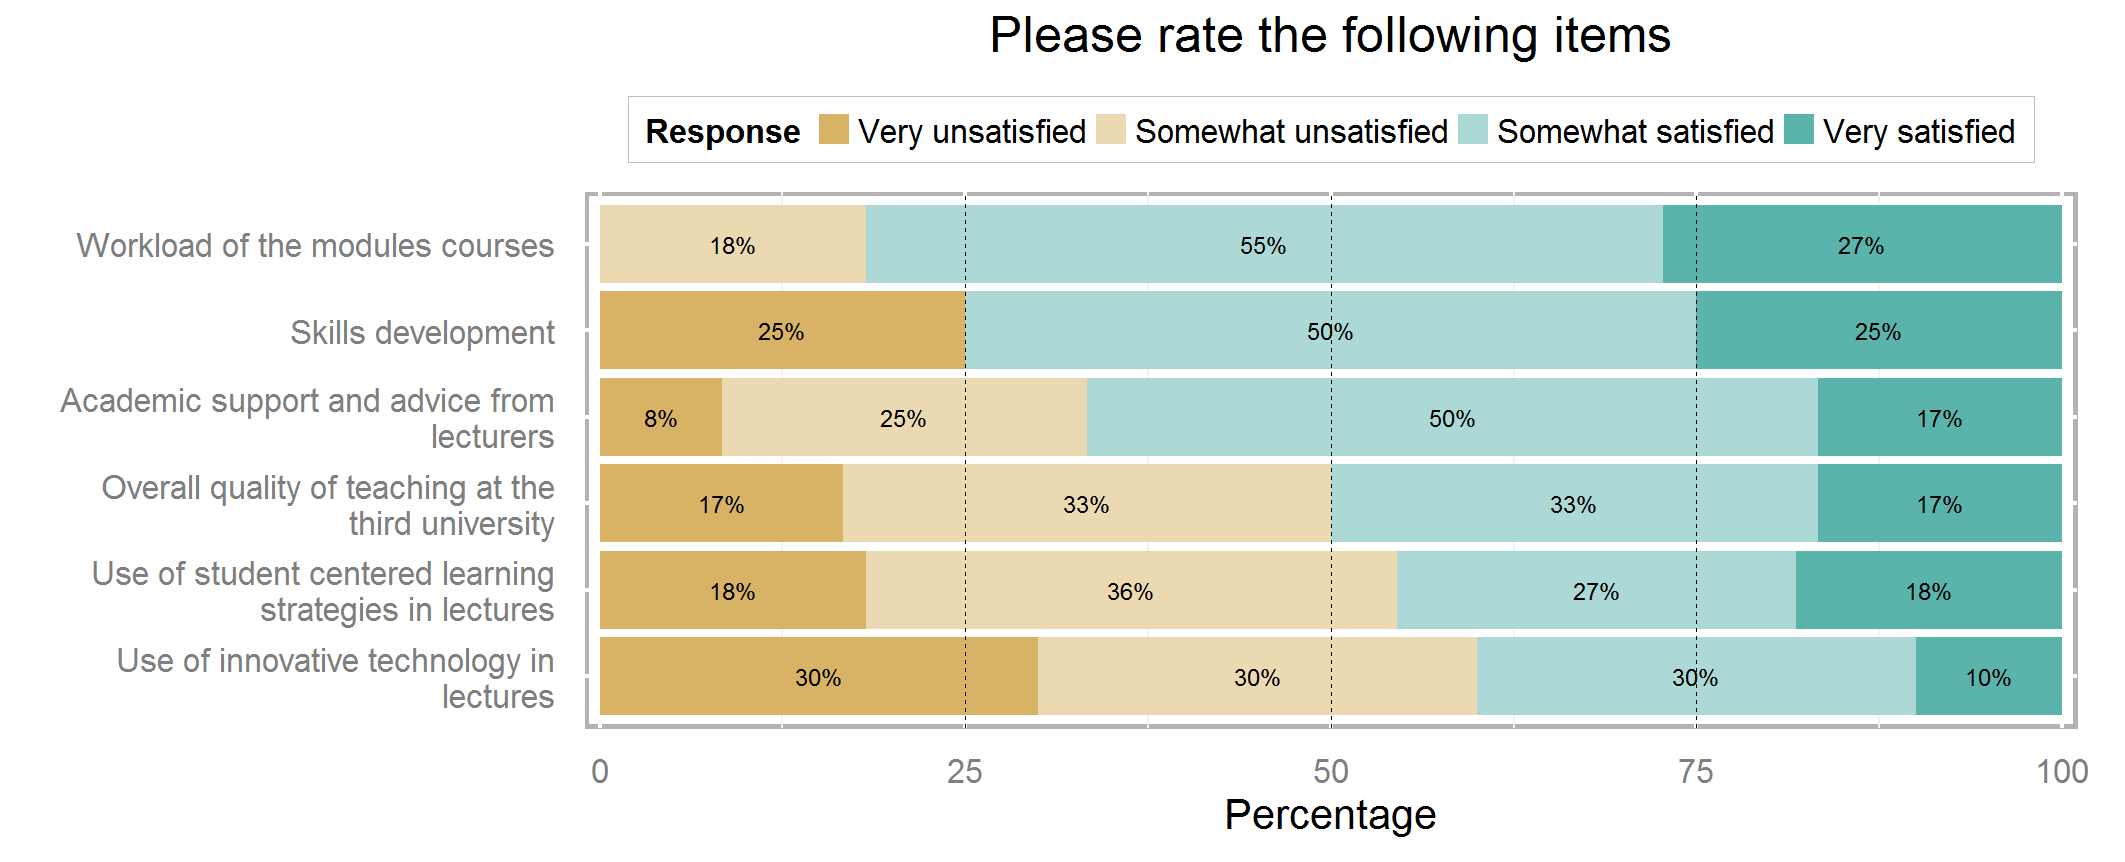 Please rate the following items
Response Very unsatisfied Somewhat unsatisfied Somewhat satisfied Very satisfied
Workload of the modules courses 18% 55% 27%
Skills development 25% 50% 25%
Academic support and advice from
lecturers
8% 25% 50% 17%
Overall quality of teaching at the
third university
17% 33% 33% 17%
Use of student centered learning
strategies in lectures
18% 36% 27% 18%
Use of innovative technology in
lectures
30% 30% 30% 10%
0 25 50 75 100
Percentage